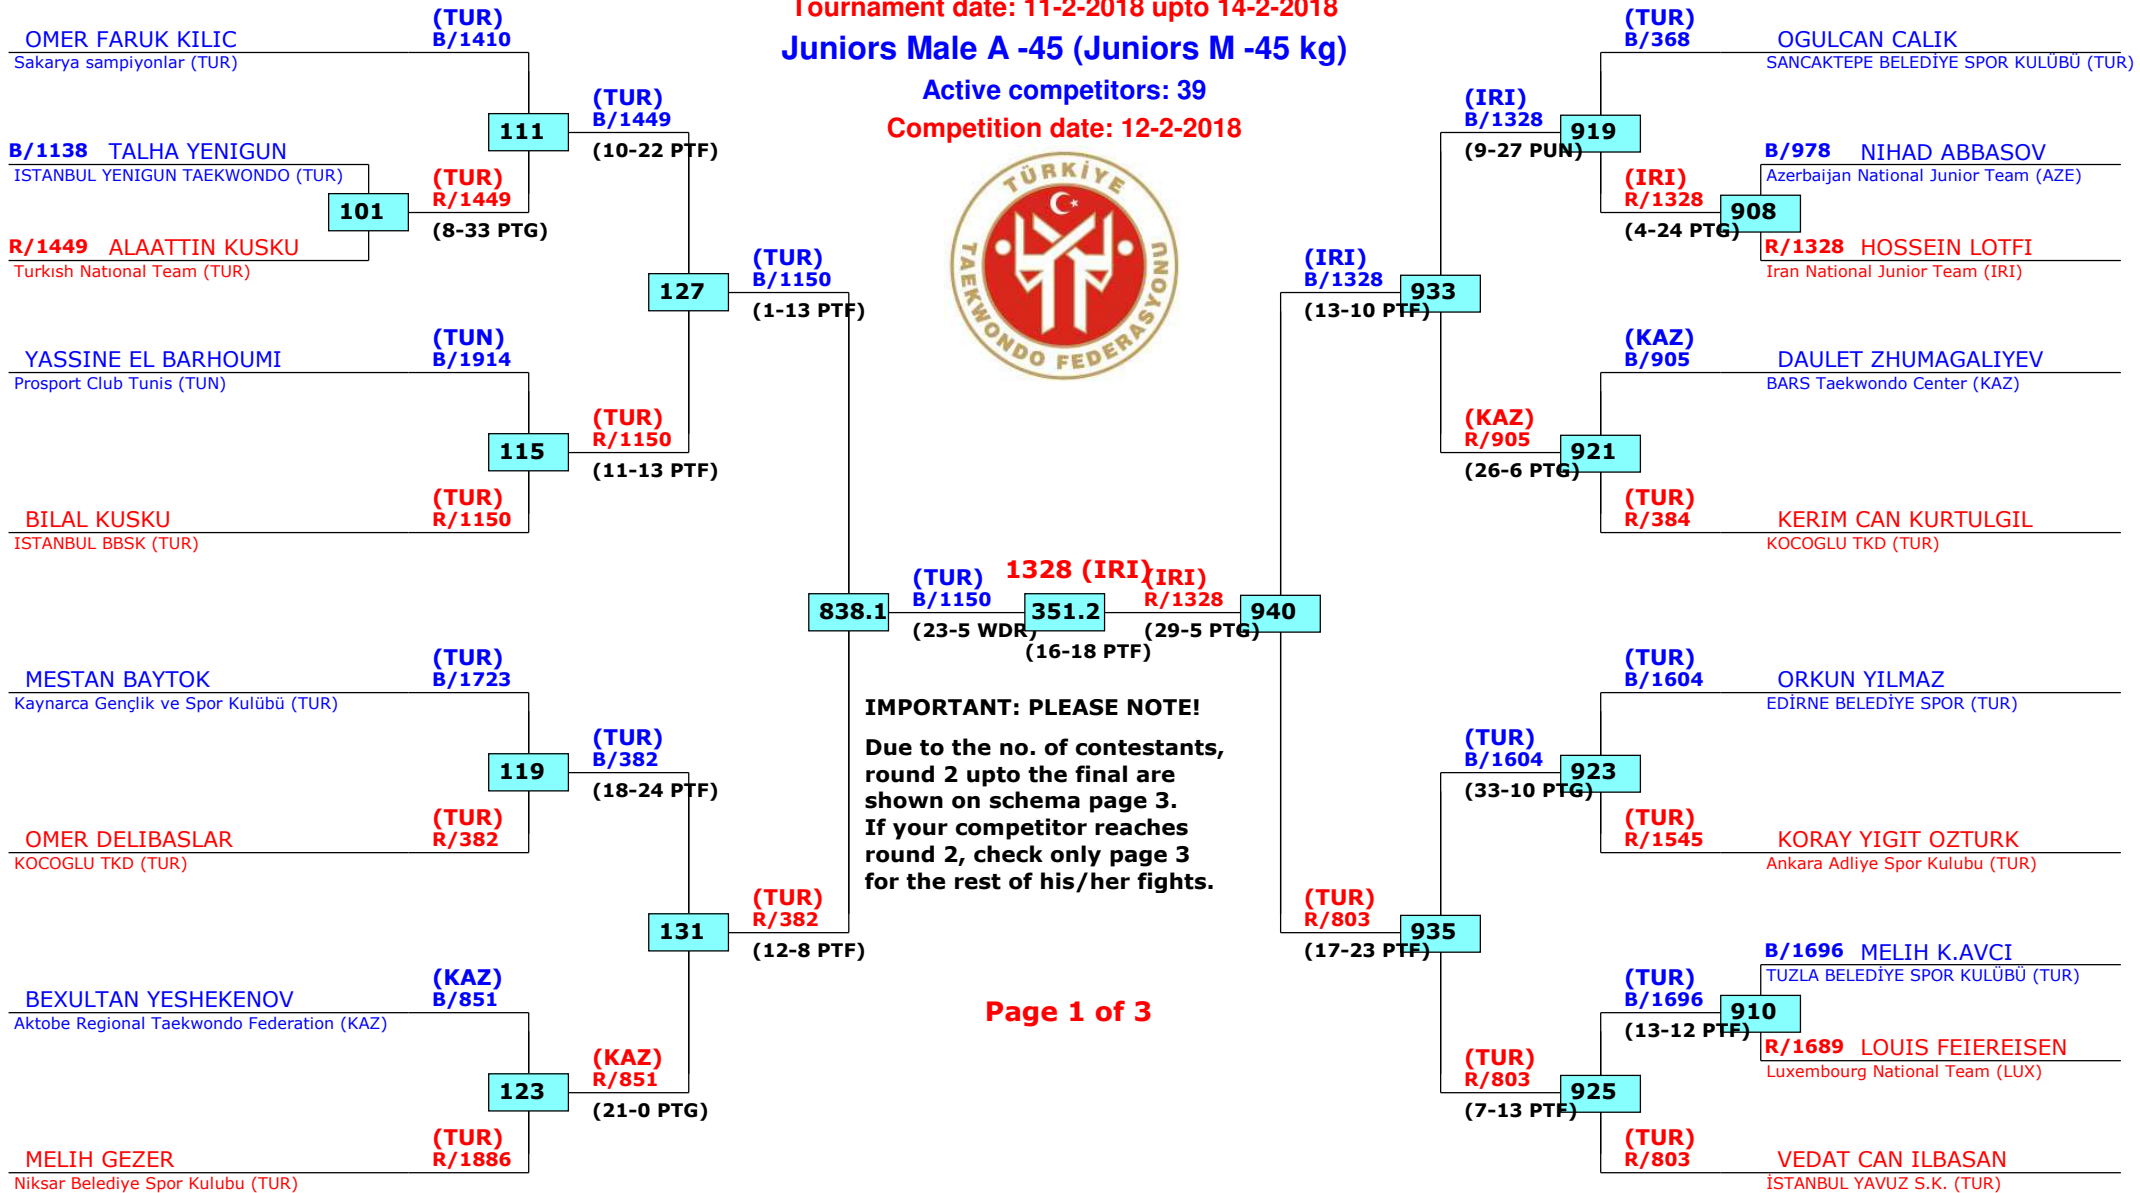 Tournament date: 11-2-2018 upto 14-2-2018
Juniors Male A -45 (Juniors M -45 kg)
Active competitors: 39
Competition date: 12-2-2018
TÜRKİYE
TAEKWONDO FEDERASYONU
(TUR)
OMER FARUK KILIC B/1410
Sakarya sampiyonlar (TUR)
(TUR)
111 B/1449
(10-22 PTF)
B/1138 TALHA YENIGUN
ISTANBUL YENIGUN TAEKWONDO (TUR)
(TUR)
101 R/1449
(8-33 PTG)
R/1449 ALAATTIN KUSKU
Turkısh Natıonal Team (TUR)
(TUR)
127 B/1150
(1-13 PTF)
(TUN)
YASSINE EL BARHOUMI B/1914
Prosport Club Tunis (TUN)
(TUR)
115 R/1150
(11-13 PTF)
(TUR)
BILAL KUSKU R/1150
ISTANBUL BBSK (TUR)
(TUR)
838.1 B/1150
(23-5 WDR)
(TUR)
MESTAN BAYTOK B/1723
Kaynarca Gençlik ve Spor Kulübü (TUR)
(TUR)
119 B/382
(18-24 PTF)
(TUR)
OMER DELIBASLAR R/382
KOCOGLU TKD (TUR)
(TUR)
131 R/382
(12-8 PTF)
(KAZ)
BEXULTAN YESHEKENOV B/851
Aktobe Regional Taekwondo Federation (KAZ)
(KAZ)
123 R/851
(21-0 PTG)
(TUR)
MELIH GEZER R/1886
Niksar Belediye Spor Kulubu (TUR)
1328 (IRI)
351.2
(16-18 PTF)
IMPORTANT: PLEASE NOTE!
Due to the no. of contestants,
round 2 upto the final are
shown on schema page 3.
If your competitor reaches
round 2, check only page 3
for the rest of his/her fights.
Page 1 of 3
(TUR)
B/368 OGULCAN CALIK
SANCAKTEPE BELEDİYE SPOR KULÜBÜ (TUR)
(IRI)
B/1328 919
(9-27 PUN)
B/978 NIHAD ABBASOV
Azerbaijan National Junior Team (AZE)
(IRI)
R/1328 908
(4-24 PTG)
R/1328 HOSSEIN LOTFI
Iran National Junior Team (IRI)
(IRI)
B/1328 933
(13-10 PTF)
(KAZ)
B/905 DAULET ZHUMAGALIYEV
BARS Taekwondo Center (KAZ)
(KAZ)
R/905 921
(26-6 PTG)
(TUR)
R/384 KERIM CAN KURTULGIL
KOCOGLU TKD (TUR)
(IRI)
R/1328 940
(29-5 PTG)
(TUR)
B/1604 ORKUN YILMAZ
EDİRNE BELEDİYE SPOR (TUR)
(TUR)
B/1604 923
(33-10 PTG)
(TUR)
R/1545 KORAY YIGIT OZTURK
Ankara Adliye Spor Kulubu (TUR)
(TUR)
R/803 935
(17-23 PTF)
B/1696 MELIH K.AVCI
TUZLA BELEDİYE SPOR KULÜBÜ (TUR)
(TUR)
B/1696 910
(13-12 PTF)
R/1689 LOUIS FEIEREISEN
Luxembourg National Team (LUX)
(TUR)
R/803 925
(7-13 PTF)
(TUR)
R/803 VEDAT CAN ILBASAN
İSTANBUL YAVUZ S.K. (TUR)